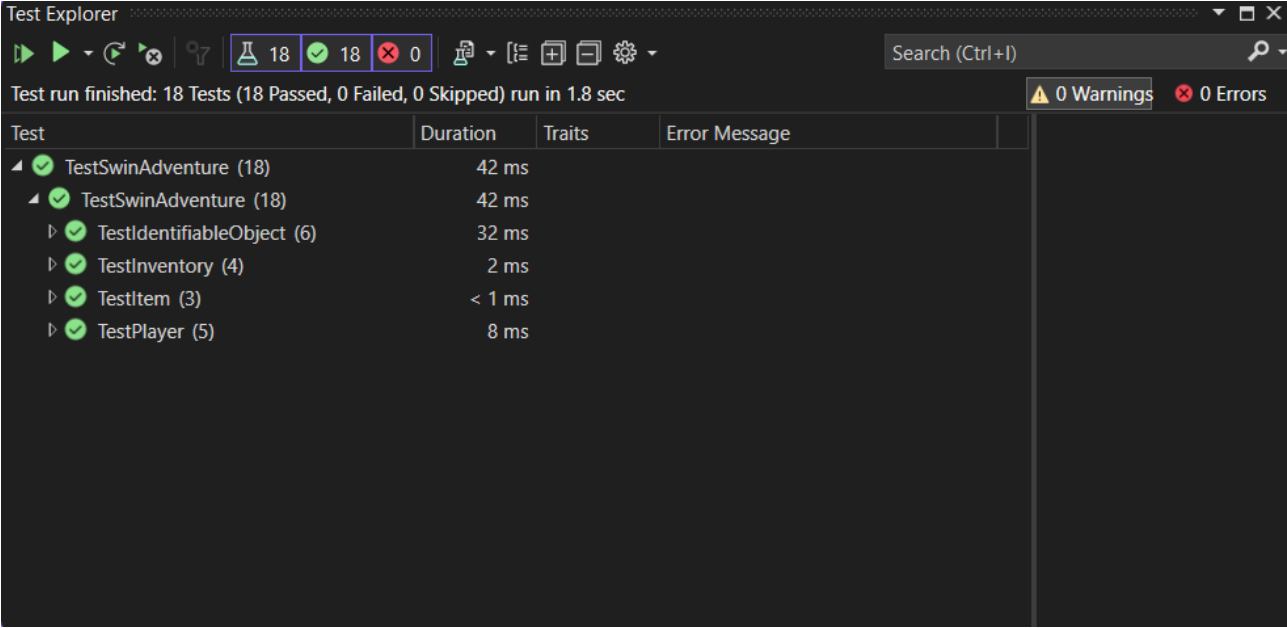 Test Explorer
18 18 0 Search (Ctrl+I)
Test run finished: 18 Tests (18 Passed, 0 Failed, 0 Skipped) run in 1.8 sec 0 Warnings 0 Errors
Test Duration Traits Error Message
TestSwinAdventure (18) 42 ms
TestSwinAdventure (18) 42 ms
TestIdentifiableObject (6) 32 ms
TestInventory (4) 2 ms
TestItem (3) < 1 ms
TestPlayer (5) 8 ms